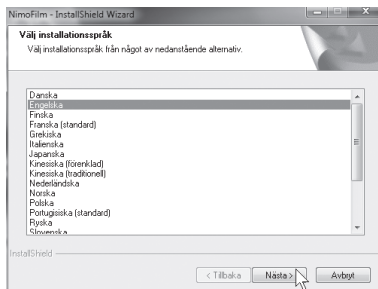 NimoFilm - InstallShield Wizard
Välj installationsspråk
Välj installationsspråk från något av nedanstående alternativ.
Danska
Engelska
Finska
Franska (standard)
Grekiska
Italienska
Japanska
Kinesiska (förenklad)
Kinesiska (traditionell)
Nederländska
Norska
Polska
Portugisiska (standard)
Ryska
Slovenska
InstallShield
< Tillbaka
Nästa >
Avbryt